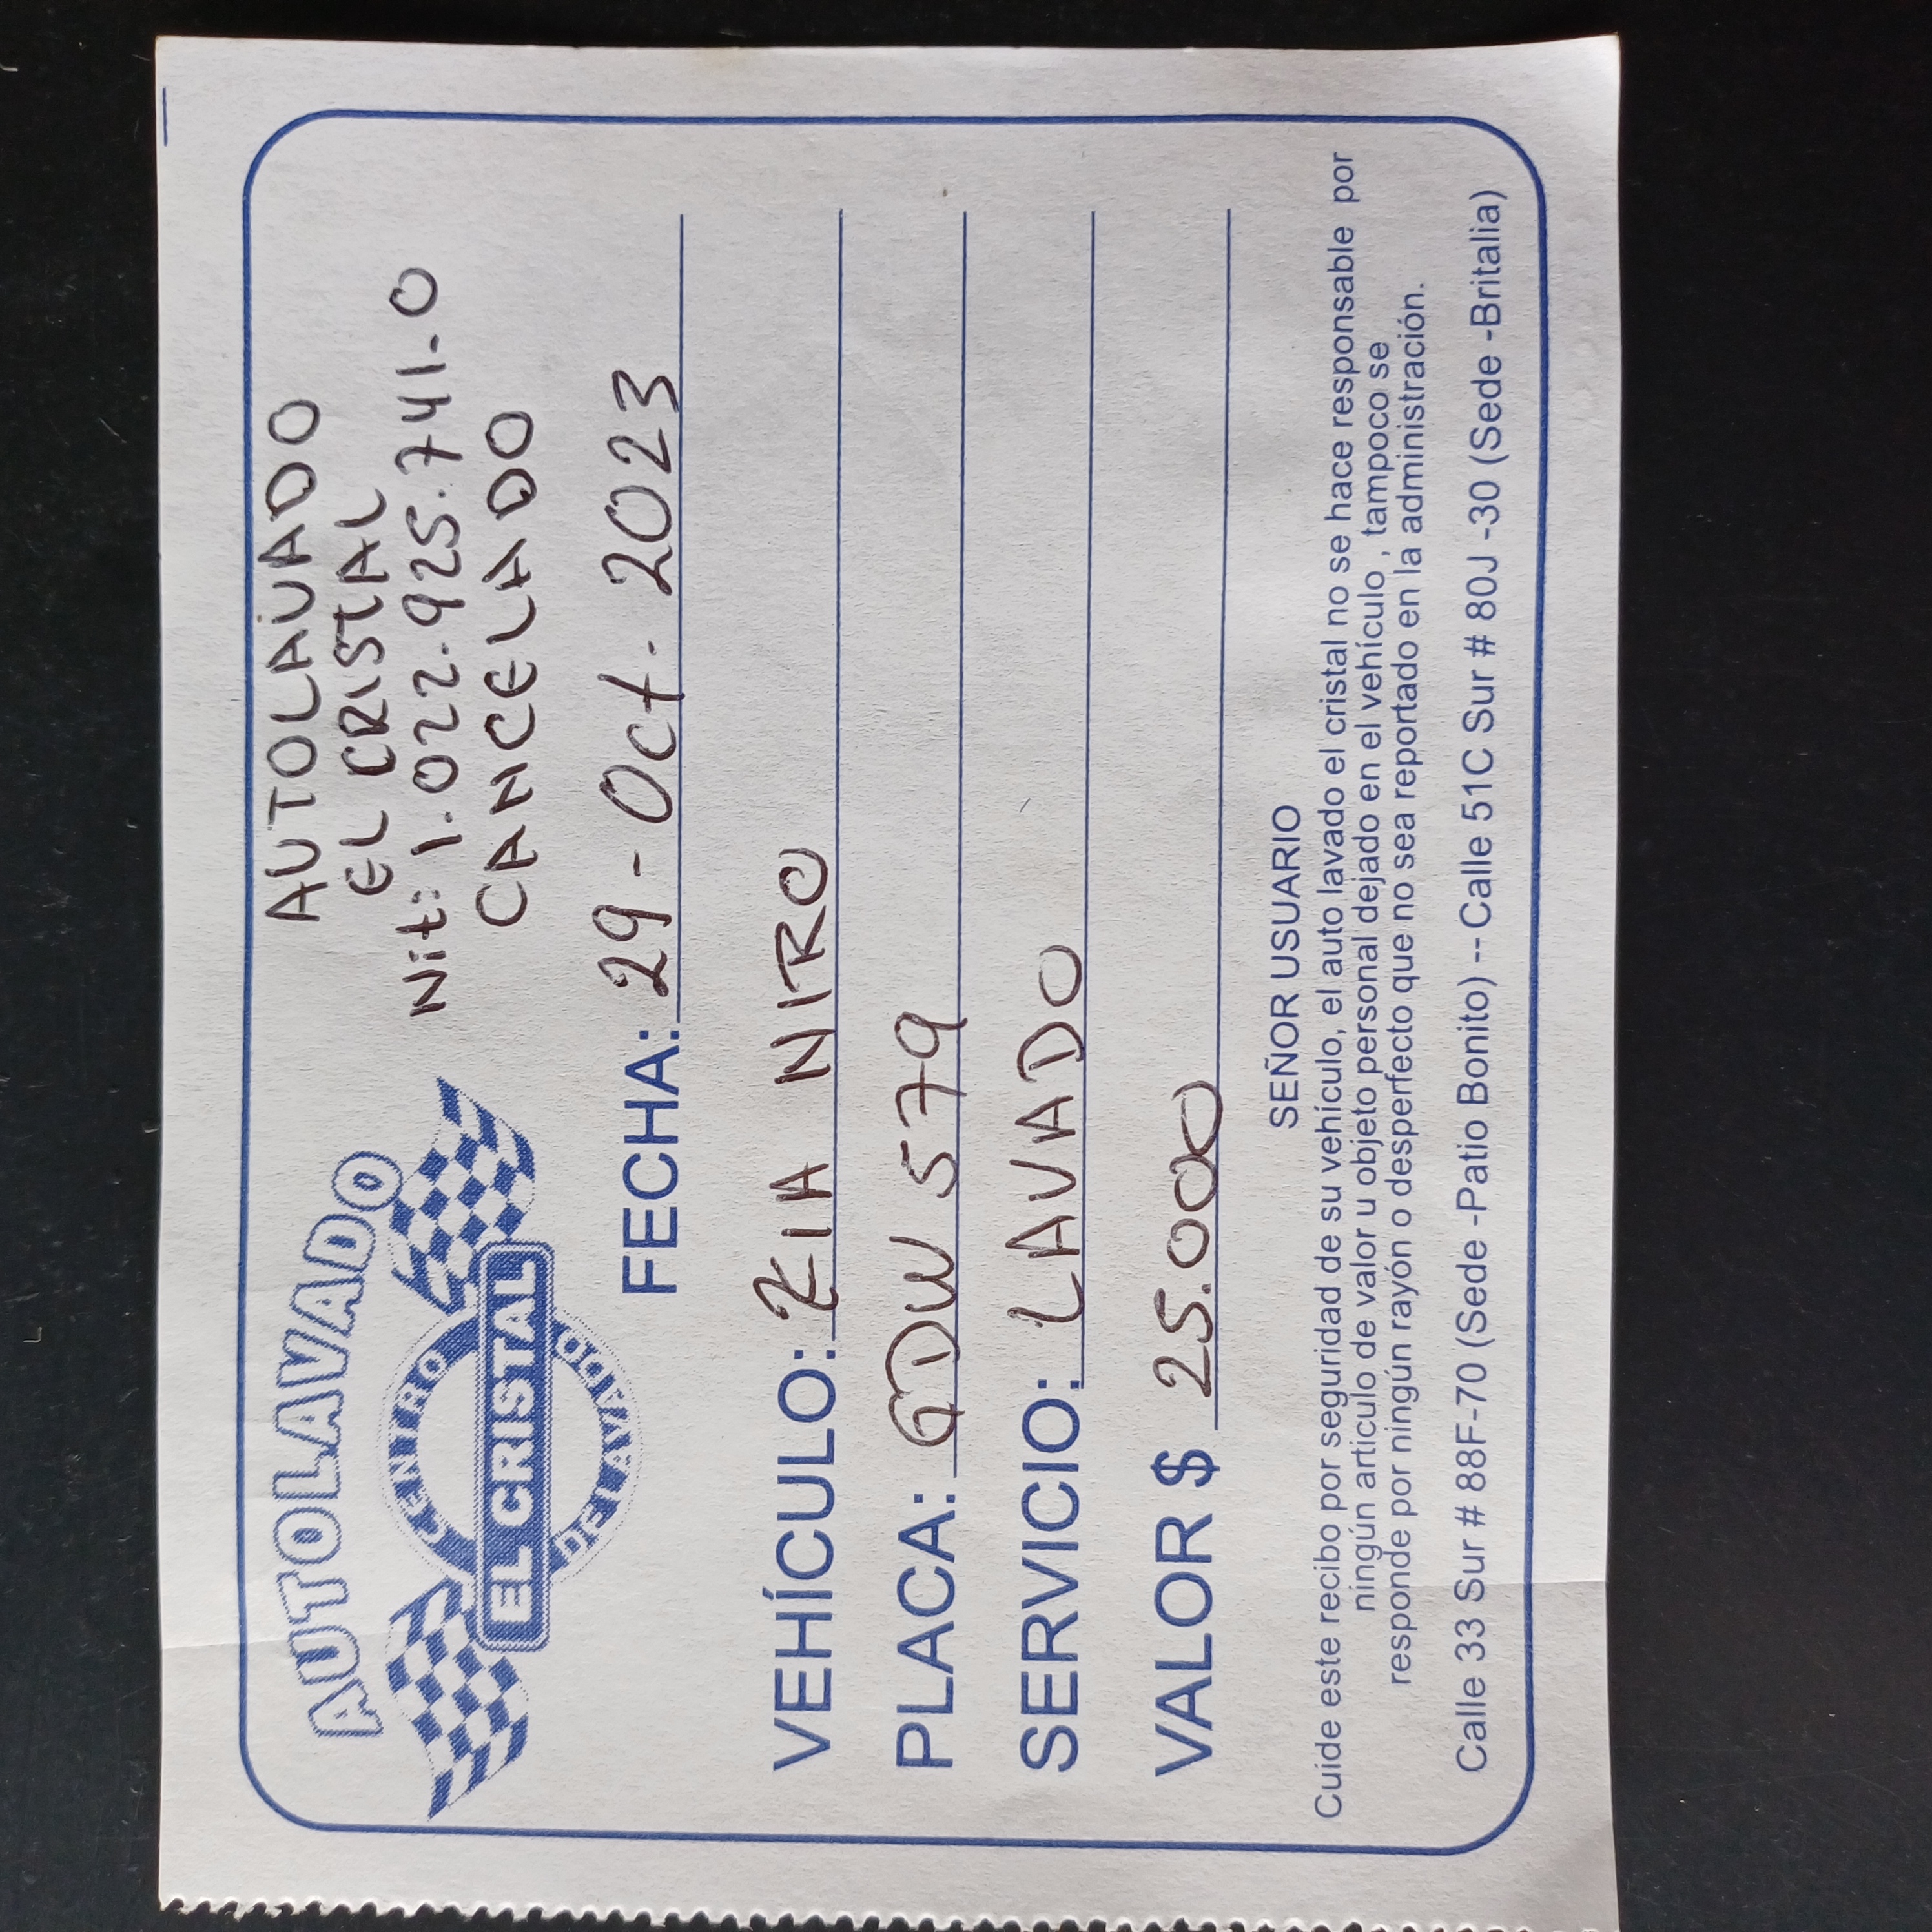 AUTOLAVADO
CENTRO
EL CRISTAL
DE LAVADO
AUTOLAVADO
EL CRISTAL
Nit: 1.022.925.741.0
CANCELADO
FECHA: 29-Oct. 2023
VEHÍCULO: KIA NIRO
PLACA: GDW 579
SERVICIO: LAVADO
VALOR $ 25.000
SEÑOR USUARIO
Cuide este recibo por seguridad de su vehículo, el auto lavado el cristal no se hace responsable por
ningún articulo de valor u objeto personal dejado en el vehículo , tampoco se
responde por ningún rayón o desperfecto que no sea reportado en la administración.
Calle 33 Sur # 88F-70 (Sede -Patio Bonito) -- Calle 51C Sur # 80J -30 (Sede -Britalia)